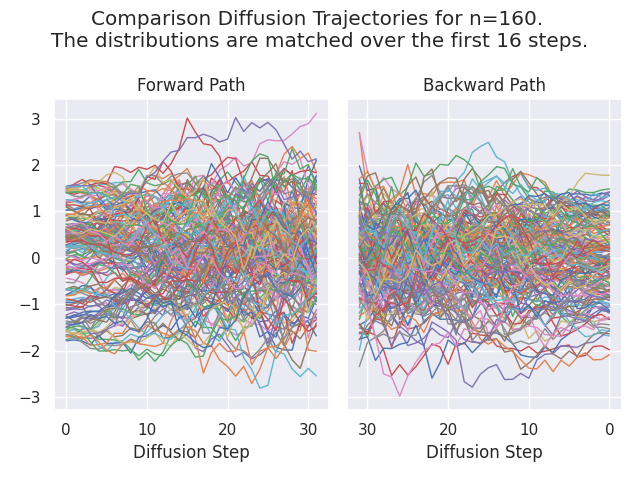 Comparison Diffusion Trajectories for n=160.
The distributions are matched over the first 16 steps.
Forward Path
Backward Path
3
2
1
0
−1
−2
−3
0
10
20
30
30
20
10
0
Diffusion Step
Diffusion Step